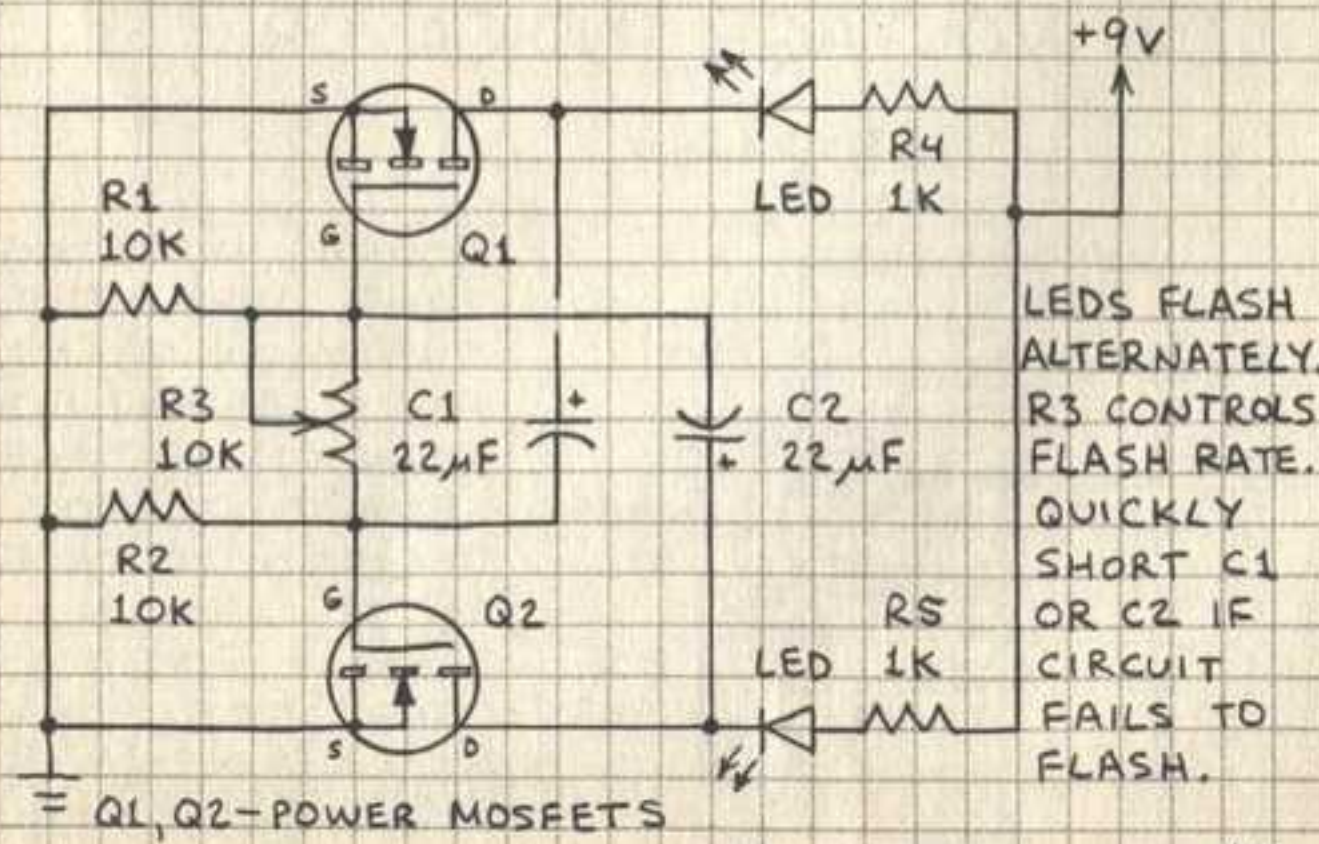 +9V
S
D
R4
LED 1K
R1
10K
G
Q1
LEDS FLASH
ALTERNATELY.
R3 CONTROLS
FLASH RATE.
QUICKLY
SHORT C1
OR C2 IF
CIRCUIT
FAILS TO
FLASH.
R3
10K
C1
22µF
+
C2
22µF
+
R2
10K
G
Q2
R5
LED 1K
S
D
Q1, Q2-POWER MOSFETS